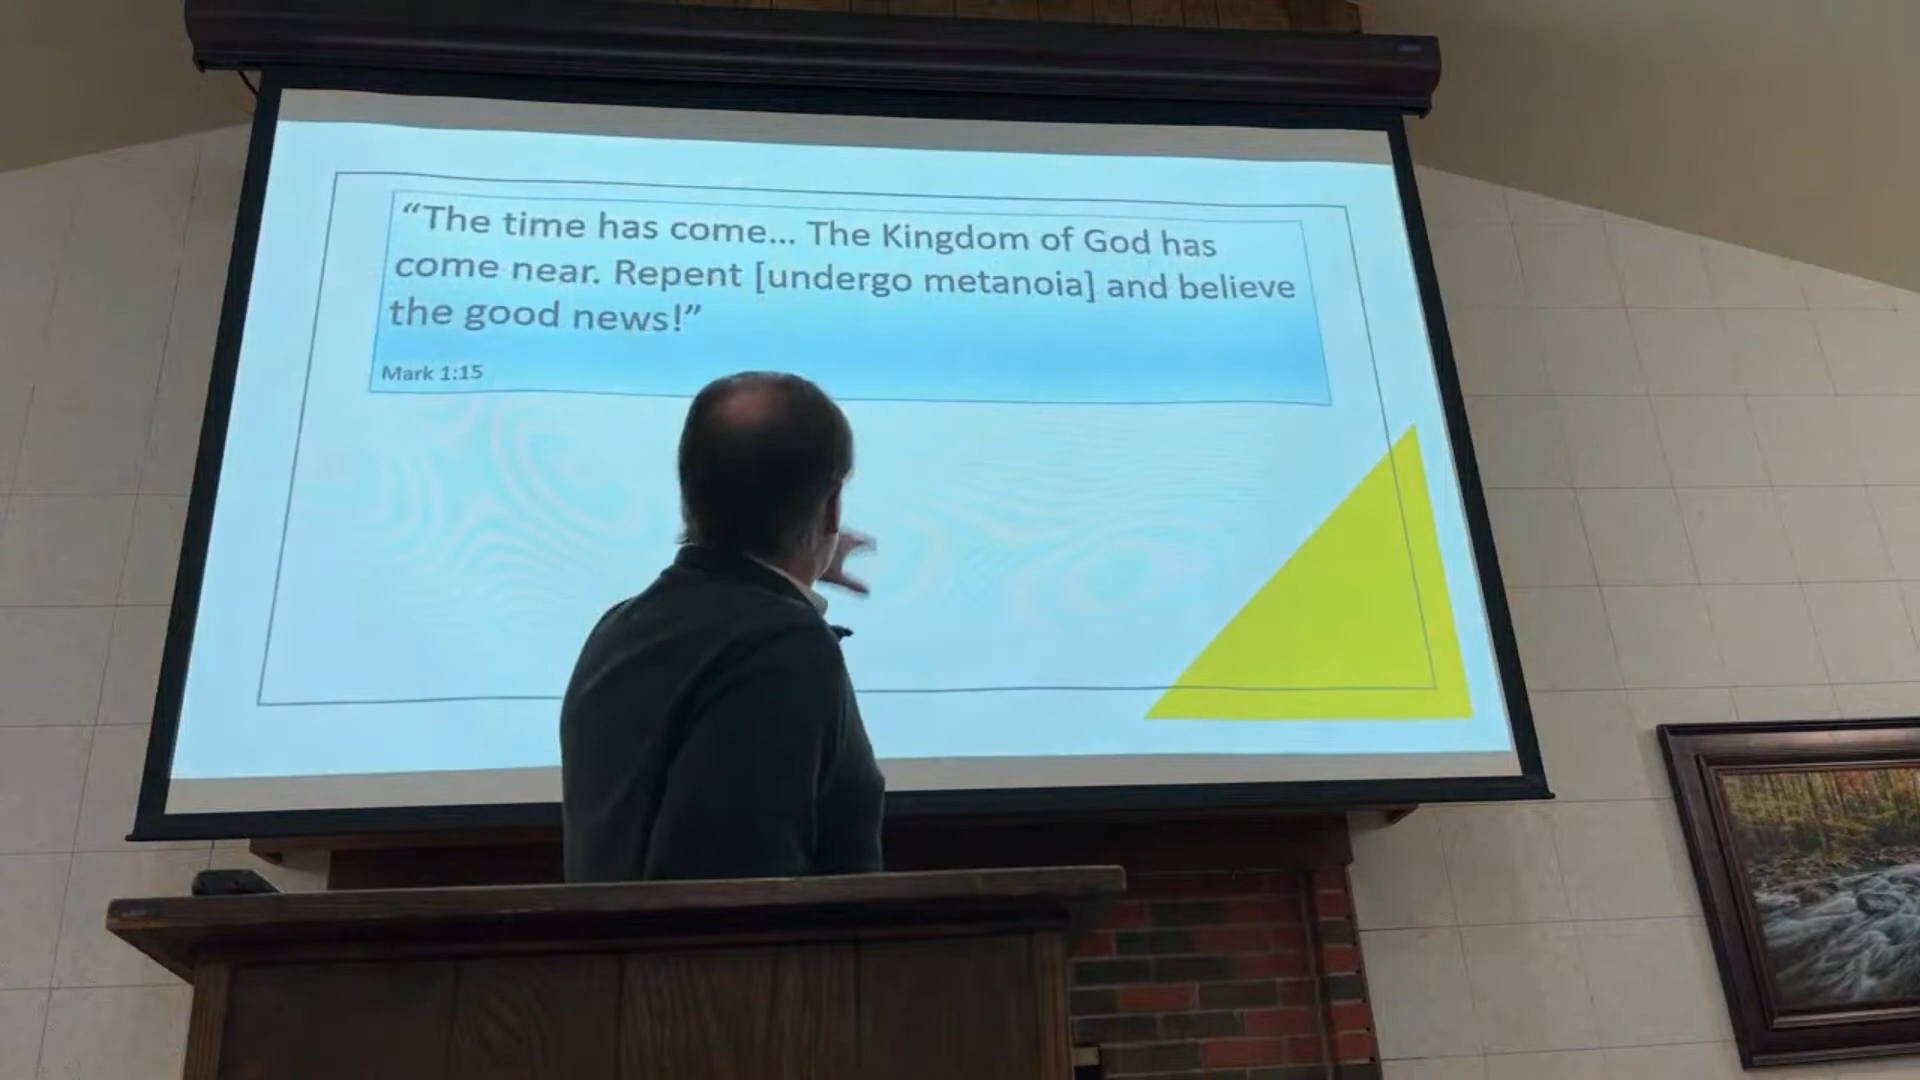 “The time has come... The Kingdom of God has
come near. Repent [undergo metanoia] and believe
the good news!”
Mark 1:15